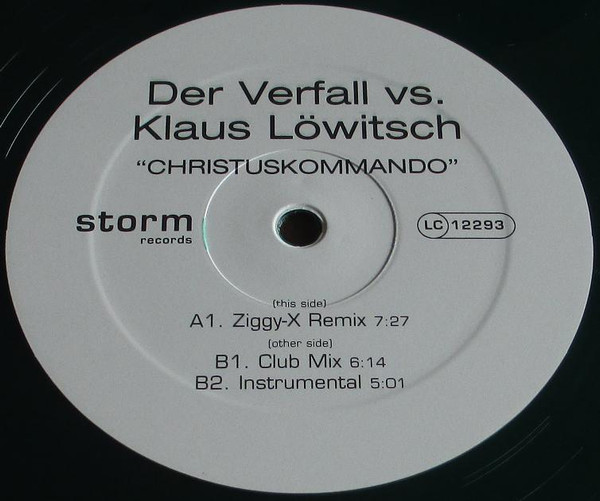 Der Verfall vs.
Klaus Löwitsch
“CHRISTUSKOMMANDO”
storm
records
LC 12293
(this side)
A1. Ziggy-X Remix 7:27
(other side)
B1. Club Mix 6:14
B2. Instrumental 5:01